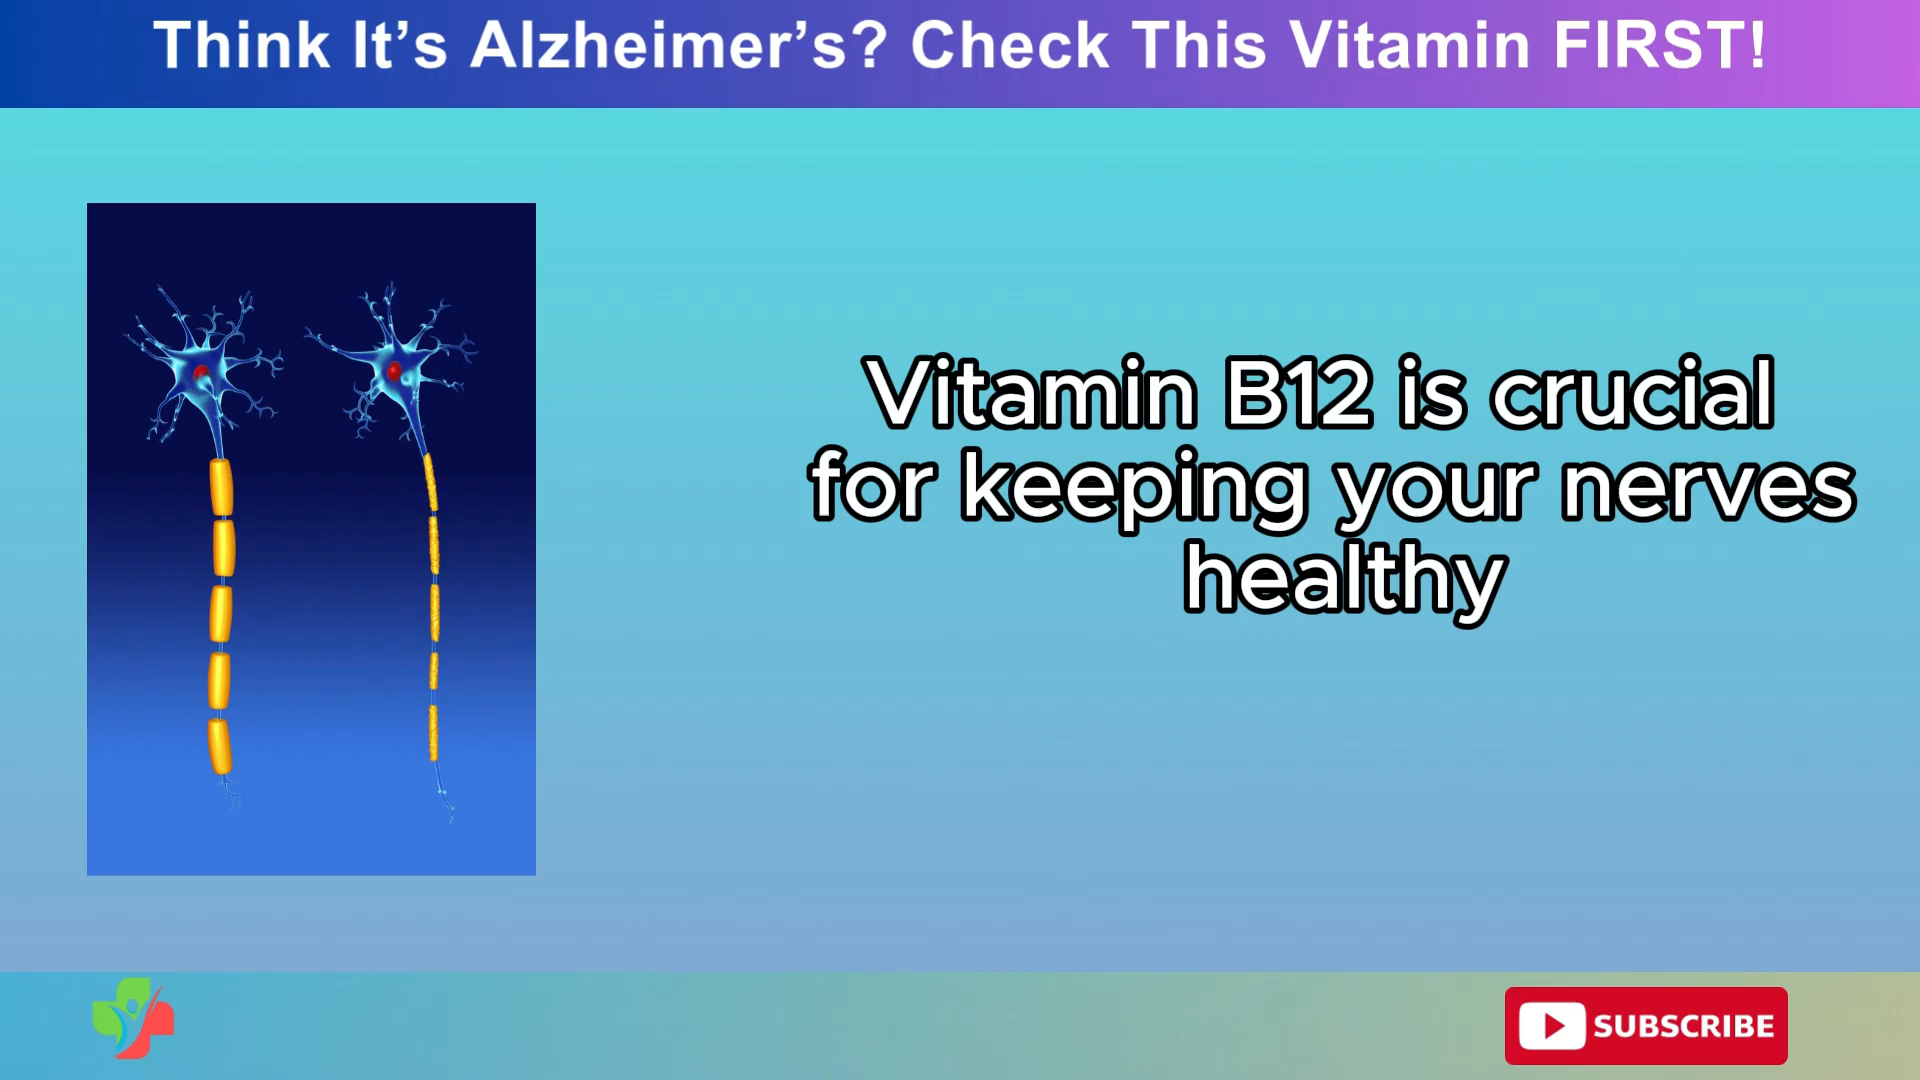 Think It’s Alzheimer’s? Check This Vitamin FIRST!
Vitamin B12 is crucial
for keeping your nerves
healthy
SUBSCRIBE